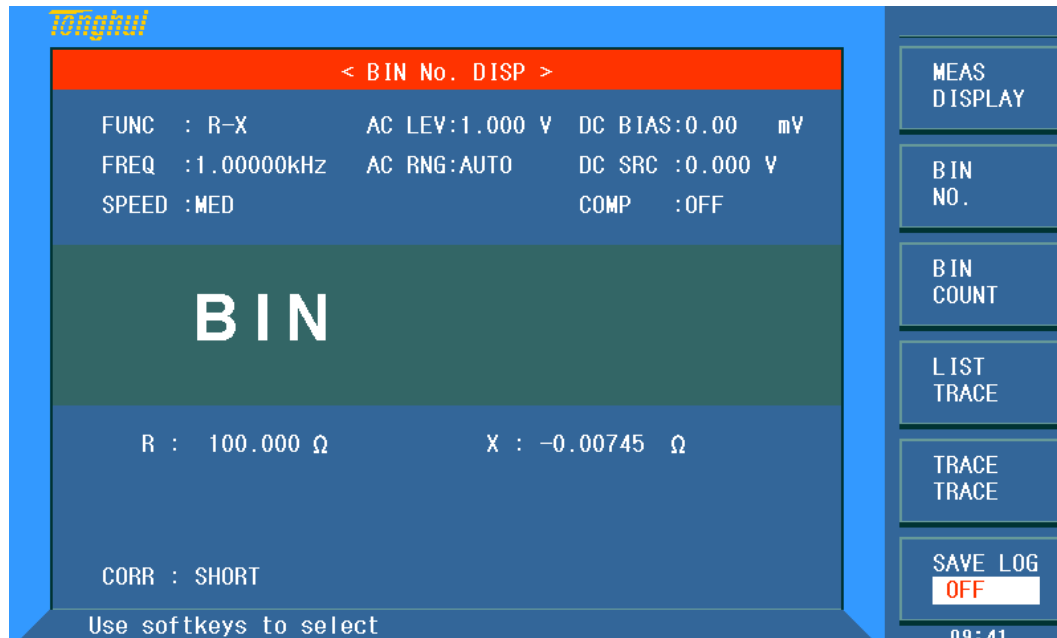 Tonghui
< BIN No. DISP >
FUNC : R-X AC LEV:1.000 V DC BIAS:0.00 mV
FREQ :1.00000kHz AC RNG:AUTO DC SRC :0.000 V
SPEED :MED COMP :OFF
BIN
R : 100.000 Ω X : -0.00745 Ω
CORR : SHORT
Use softkeys to select
MEAS
DISPLAY
BIN
NO.
BIN
COUNT
LIST
TRACE
TRACE
TRACE
SAVE LOG
OFF
09:41